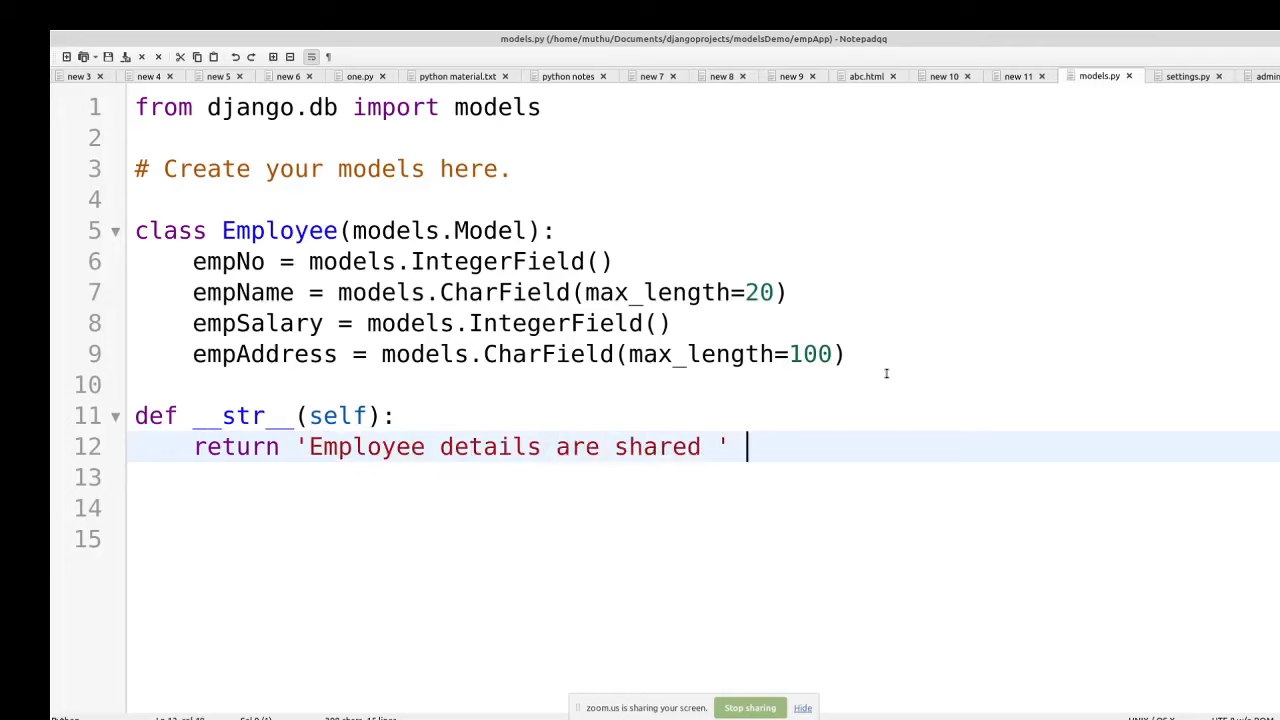 models.py (/home/muthu/Documents/djangoprojects/modelsDemo/empApp) - Notepadqq
new 3 new 4 new 5 new 6 one.py python material.txt python notes new 7 new 8 new 9 abc.html new 10 new 11 models.py settings.py admin
1 from django.db import models
2
3 # Create your models here.
4
5 class Employee(models.Model):
6 empNo = models.IntegerField()
7 empName = models.CharField(max_length=20)
8 empSalary = models.IntegerField()
9 empAddress = models.CharField(max_length=100)
10
11 def __str__(self):
12 return 'Employee details are shared '
13
14
15
zoom.us is sharing your screen. Stop sharing Hide